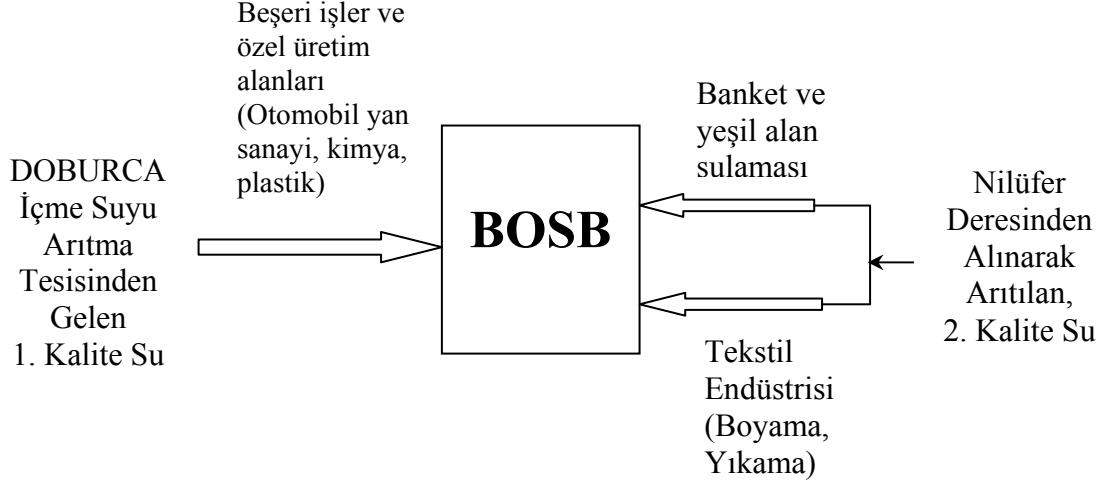 Beşeri işler ve
özel üretim
alanları
(Otomobil yan
sanayi, kimya,
plastik)
DOBURCA
İçme Suyu
Arıtma
Tesisinden
Gelen
1. Kalite Su
BOSB
Banket ve
yeşil alan
sulaması
Tekstil
Endüstrisi
(Boyama,
Yıkama)
Nilüfer
Deresinden
Alınarak
Arıtılan,
2. Kalite Su